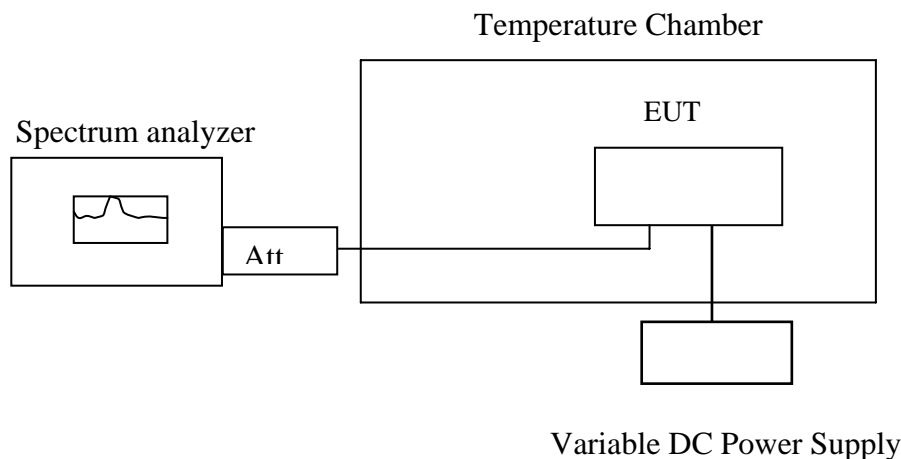 Temperature Chamber
EUT
Spectrum analyzer
Att
Variable DC Power Supply